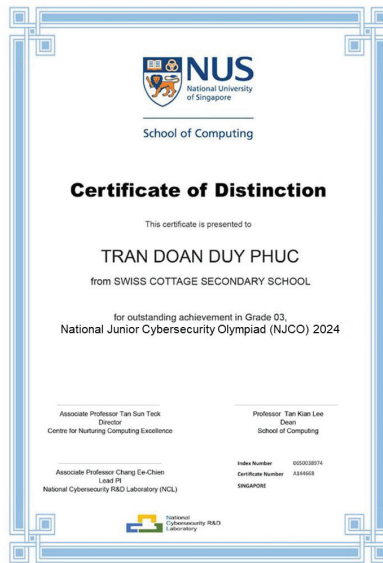 NUS
National University
of Singapore
School of Computing
Certificate of Distinction
This certificate is presented to
TRAN DOAN DUY PHUC
from SWISS COTTAGE SECONDARY SCHOOL
for outstanding achievement in Grade 03,
National Junior Cybersecurity Olympiad (NJCO) 2024
Associate Professor Tan Sun Teck
Director
Centre for Nurturing Computing Excellence
Professor Tan Kian Lee
Dean
School of Computing
Associate Professor Chang Ee-Chien
Lead PI
National Cybersecurity R&D Laboratory (NCL)
Index Number 0650038974
Certificate Number A344668
SINGAPORE
National
Cybersecurity R&D
Laboratory